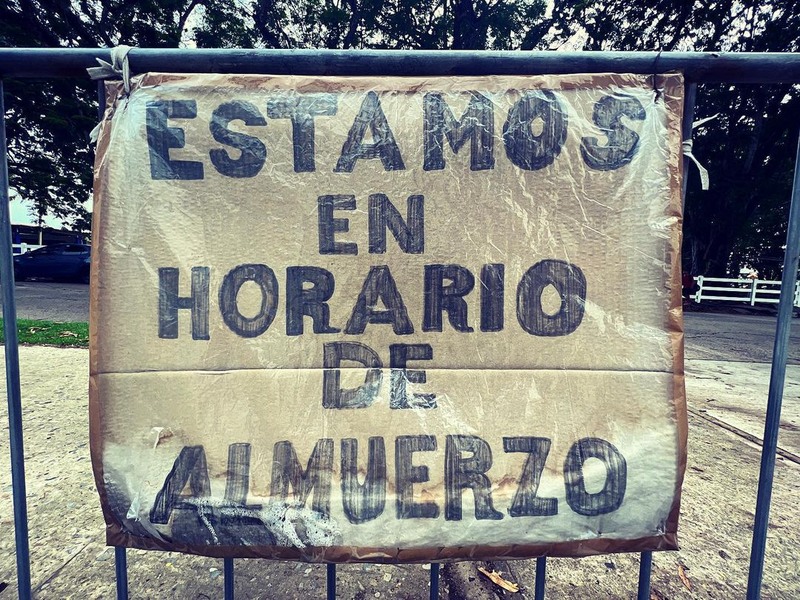 ESTAMOS
EN
HORARIO
DE
ALMUERZO